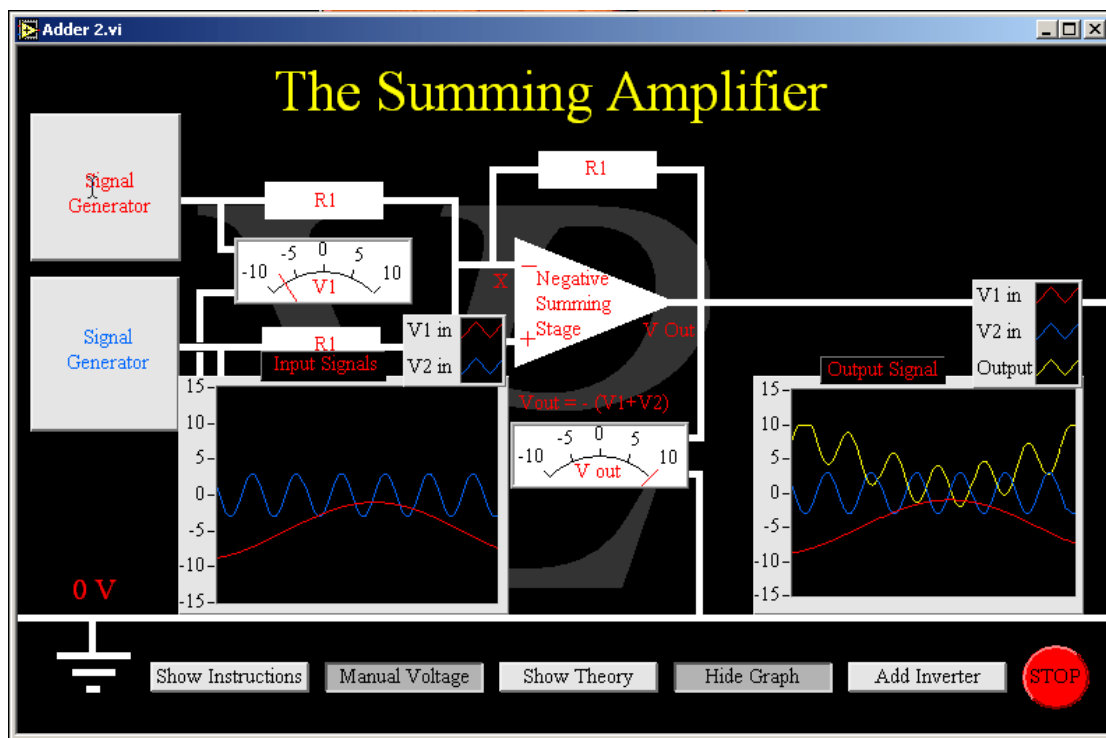 Adder 2.vi
The Summing Amplifier
Signal
Generator
R1
R1
-10 -5 0 5 10
V1
X
−
Negative
Summing
Stage
+
V Out
Signal
Generator
R1
V1 in
V2 in
Input Signals
15
10
5
0
-5
-10
-15
Vout = - (V1+V2)
-10 -5 0 5 10
V out
V1 in
V2 in
Output
Output Signal
15
10
5
0
-5
-10
-15
0 V
Show Instructions
Manual Voltage
Show Theory
Hide Graph
Add Inverter
STOP